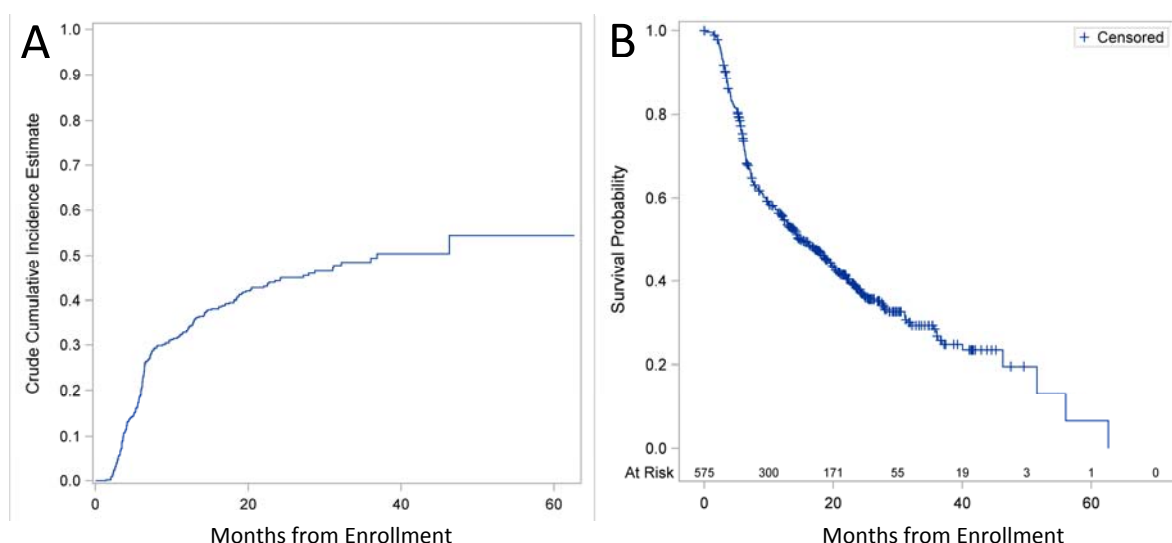 A
Crude Cumulative Incidence Estimate
1.0
0.9
0.8
0.7
0.6
0.5
0.4
0.3
0.2
0.1
0.0
0 20 40 60
Months from Enrollment
B
+ Censored
Survival Probability
1.0
0.8
0.6
0.4
0.2
0.0
At Risk 575 300 171 55 19 3 1 0
0 20 40 60
Months from Enrollment